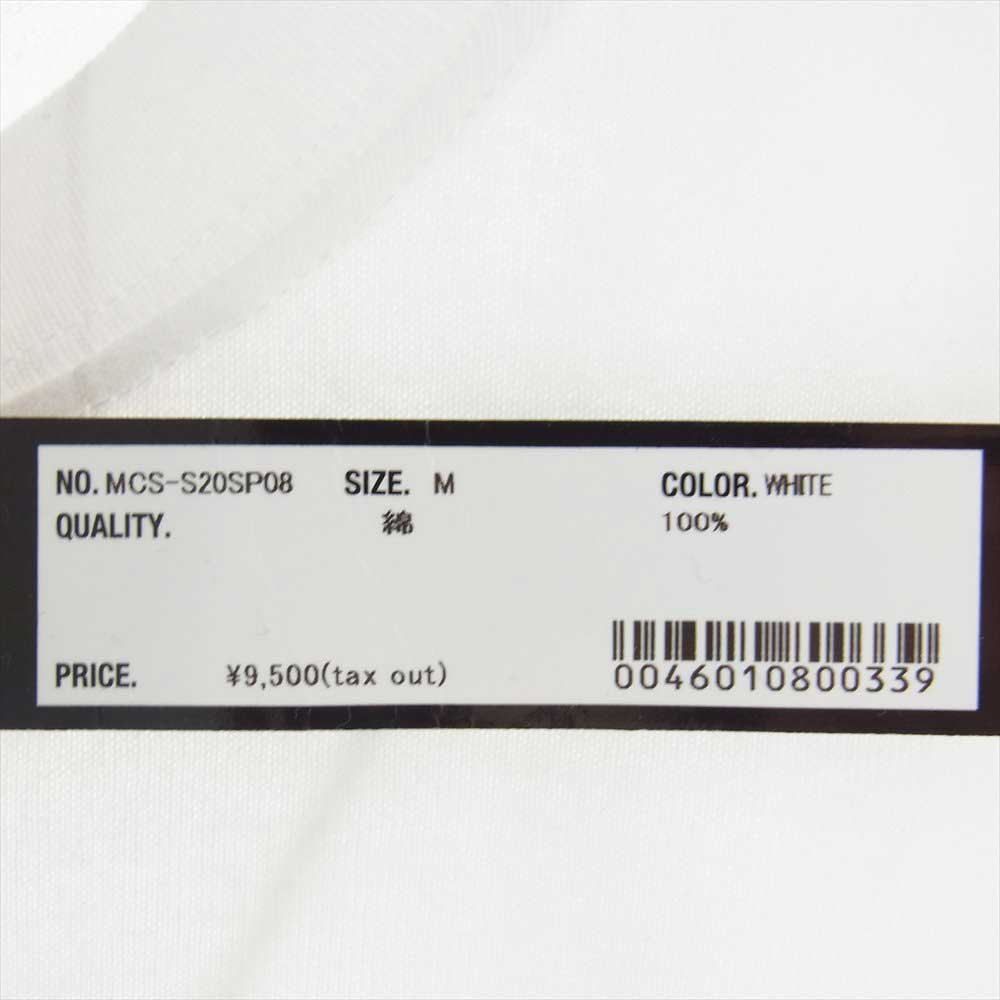 NO. MCS-S20SP08 SIZE. M COLOR. WHITE
QUALITY. 綿 100%
PRICE. ¥9,500(tax out) 0046010800339